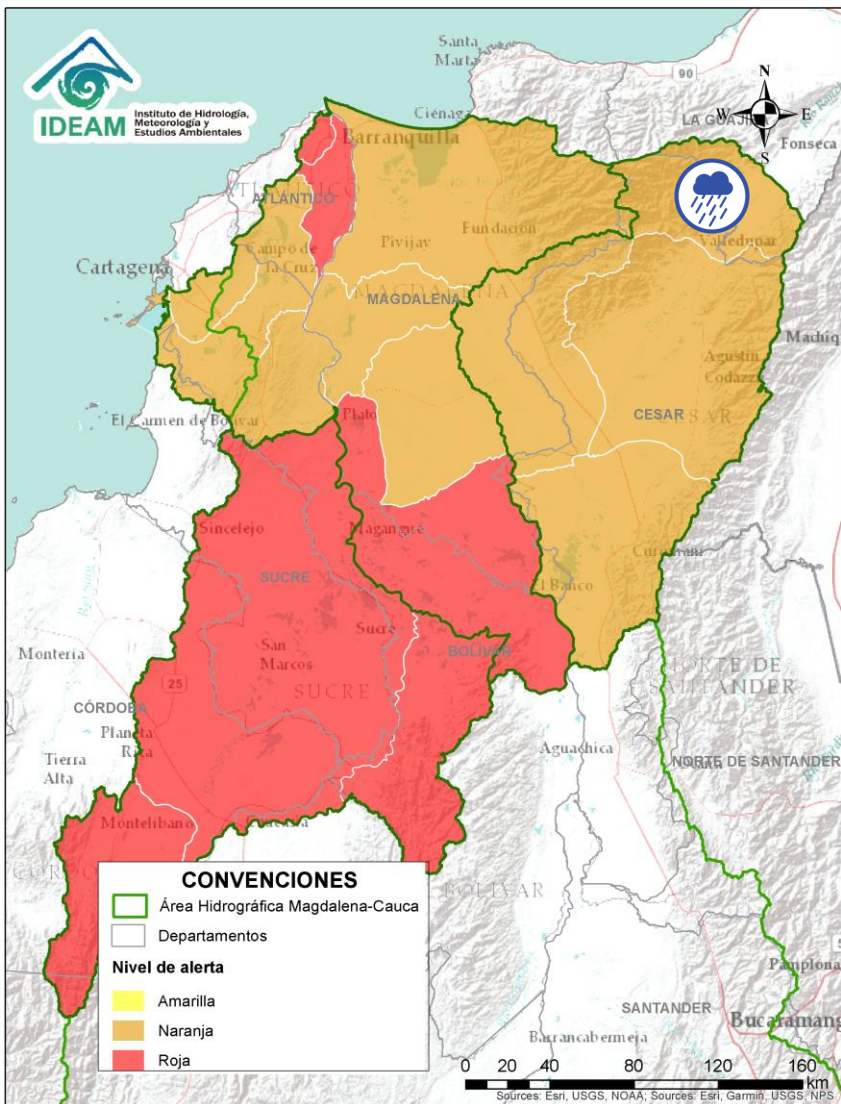 IDEAM
Instituto de Hidrología,
Meteorología y
Estudios Ambientales
Santa
Marta
90
N
W
E
S
LA GUAJIRA
Ciénaga
Fonseca
Barranquilla
ATLÁNTICO
Valledupar
Campo de
la Cruz
Pivijay
Fundación
Cartagena
MAGDALENA
Agustín
Codazzi
CESAR
El Carmen de Bolívar
Plato
Sincelejo
Magangué
SUCRE
El Banco
Sucre
San
Marcos
BOLÍVAR
Montería
25
SUCRE
CÓRDOBA
Planeta
Rica
NORTE DE
SANTANDER
Tierra
Alta
Aguachica
NORTE DE SANTANDER
Montelibano
BOLÍVAR
CONVENCIONES
Área Hidrográfica Magdalena-Cauca
Departamentos
Nivel de alerta
Amarilla
Naranja
Roja
Pamplona
SANTANDER
Bucaramang
Barrancabermeja
0 20 40 80 120 160
km
Sources: Esri, USGS, NOAA; Sources: Esri, Garmin, USGS, NPS